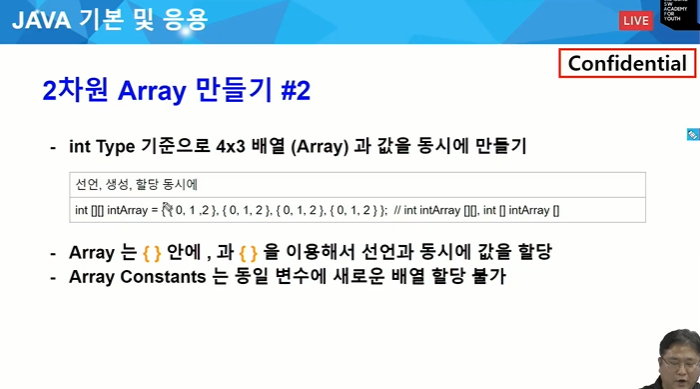 JAVA 기본 및 응용
LIVE
SW ACADEMY
FOR
YOUTH
Confidential
2차원 Array 만들기 #2
- int Type 기준으로 4x3 배열 (Array) 과 값을 동시에 만들기
선언, 생성, 할당 동시에
int [][] intArray = { { 0, 1 ,2 }, { 0, 1, 2 }, { 0, 1, 2 }, { 0, 1, 2 } }; // int intArray [][], int [] intArray []
- Array 는 { } 안에 , 과 { } 을 이용해서 선언과 동시에 값을 할당
- Array Constants 는 동일 변수에 새로운 배열 할당 불가